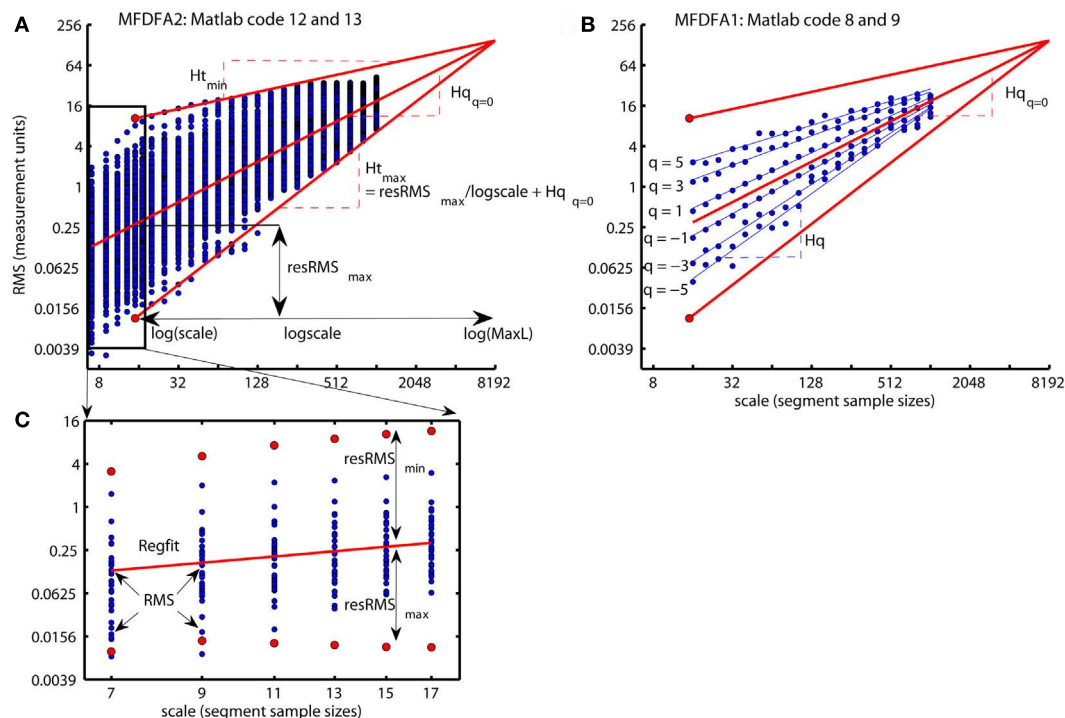 A
MFDFA2: Matlab code 12 and 13
RMS (measurement units)
256
64
16
4
1
0.25
0.0625
0.0156
0.0039
Ht min
Hq q=0
Ht max
= resRMS max /logscale + Hq q=0
resRMS max
log(scale)
logscale
log(MaxL)
8
32
128
512
2048
8192
B
MFDFA1: Matlab code 8 and 9
256
64
16
4
1
0.25
0.0625
0.0156
0.0039
Hq q=0
q = 5
q = 3
q = 1
q = −1
q = −3
q = −5
Hq
8
32
128
512
2048
8192
scale (segment sample sizes)
C
16
4
1
0.25
0.0625
0.0156
0.0039
resRMS min
Regfit
RMS
resRMS max
7
9
11
13
15
17
scale (segment sample sizes)